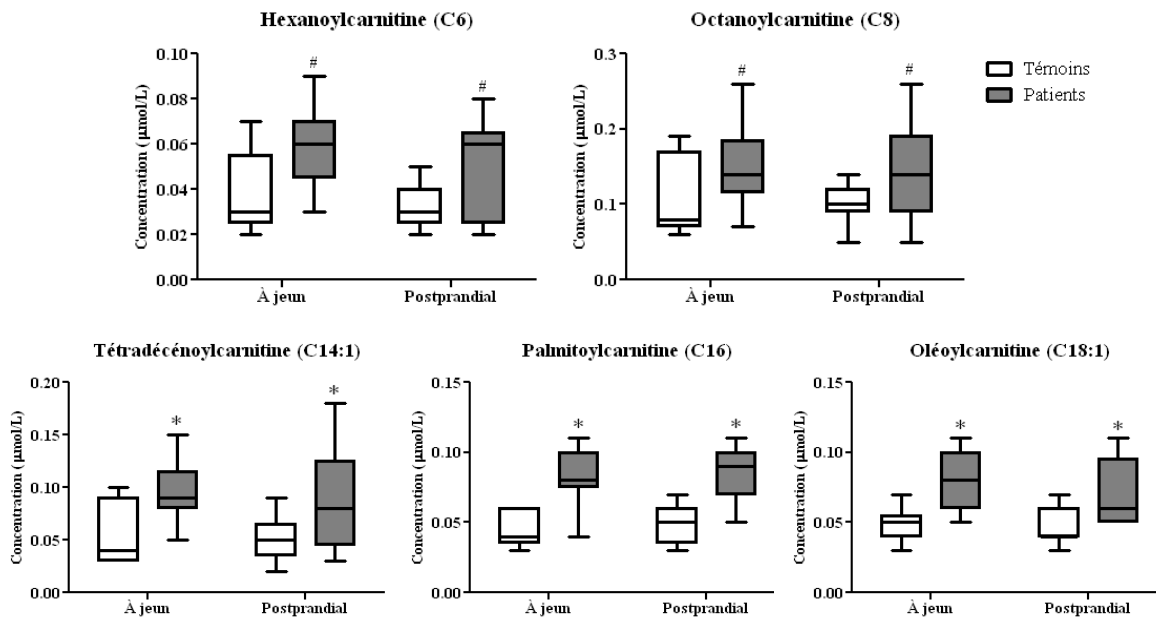 Hexanoylcarnitine (C6)
Octanoylcarnitine (C8)
Concentration (µmol/L)
0.10
0.08
0.06
0.04
0.02
0.00
# #
À jeun
Postprandial
Concentration (µmol/L)
0.3
0.2
0.1
0.0
# #
À jeun
Postprandial
Témoins
Patients
Tétradécénoylcarnitine (C14:1)
Palmitoylcarnitine (C16)
Oléoylcarnitine (C18:1)
Concentration (µmol/L)
0.20
0.15
0.10
0.05
0.00
* *
À jeun
Postprandial
Concentration (µmol/L)
0.15
0.10
0.05
0.00
* *
À jeun
Postprandial
Concentration (µmol/L)
0.15
0.10
0.05
0.00
* *
À jeun
Postprandial